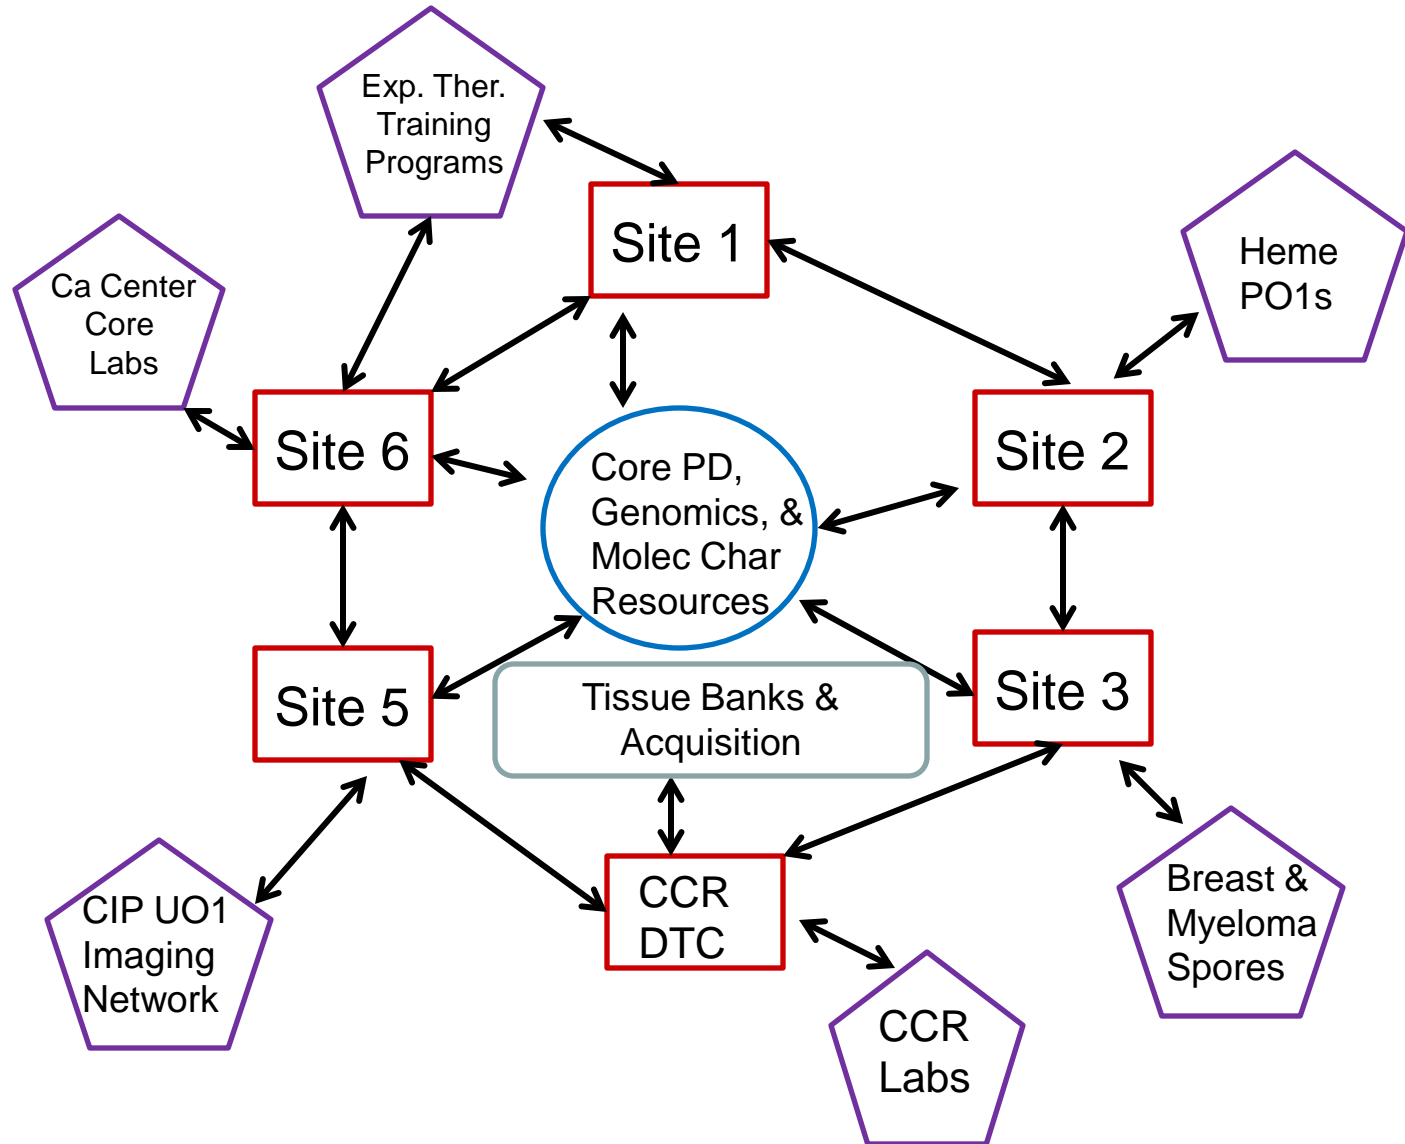 Exp. Ther.
Training
Programs
Site 1
Heme
PO1s
Ca Center
Core
Labs
Site 6
Site 2
Core PD,
Genomics, &
Molec Char
Resources
Site 5
Tissue Banks &
Acquisition
Site 3
CCR
DTC
Breast &
Myeloma
Spores
CIP UO1
Imaging
Network
CCR
Labs